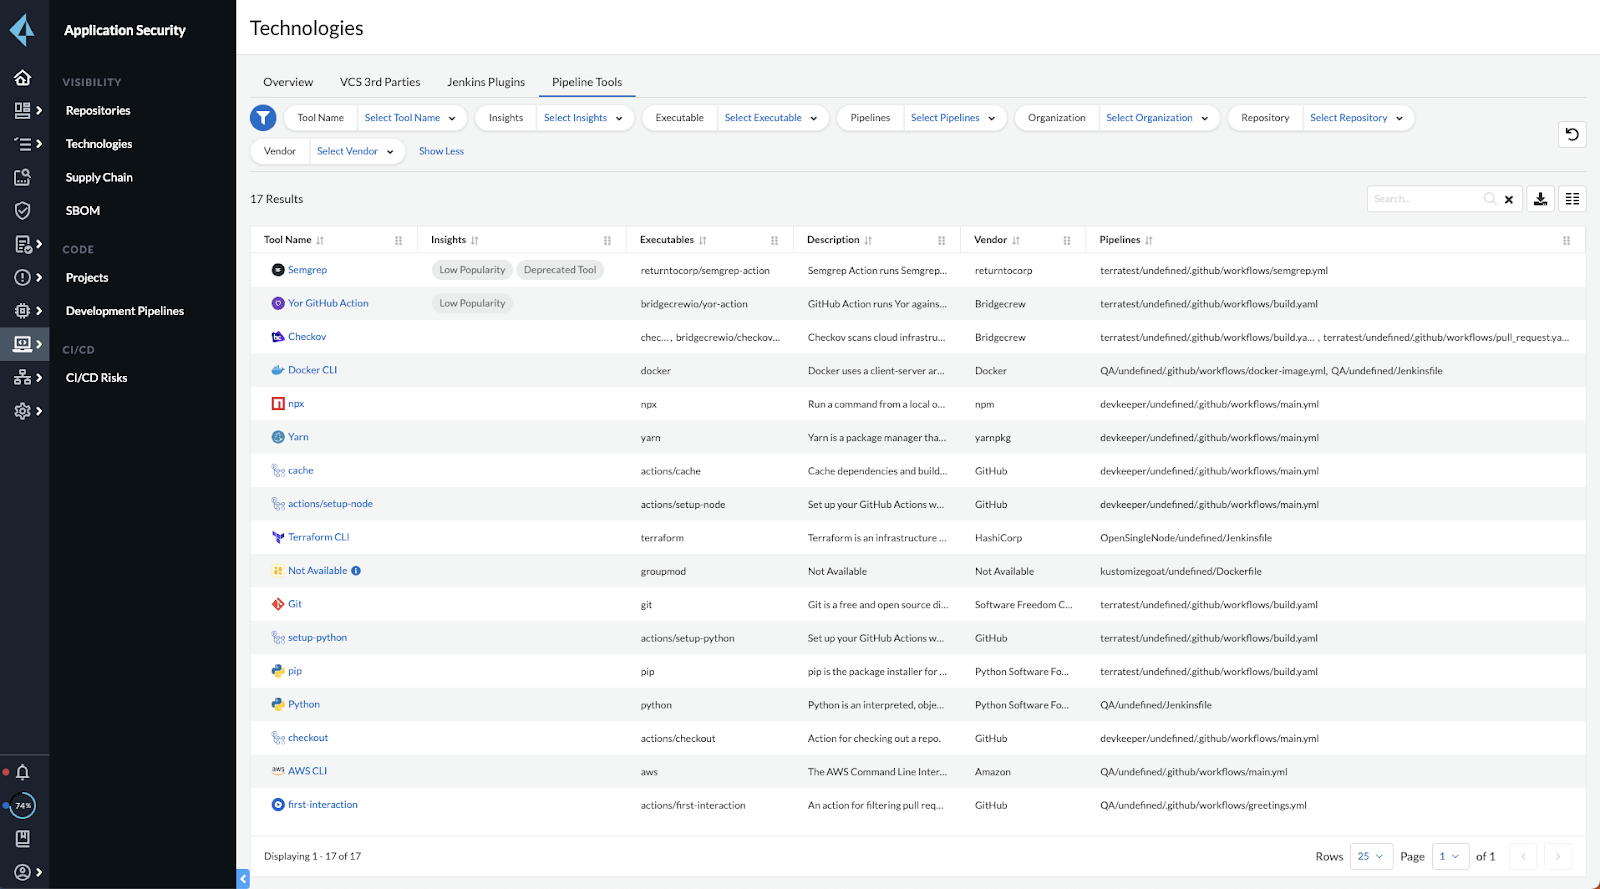 Application Security
Technologies
VISIBILITY
Repositories
Technologies
Supply Chain
SBOM
CODE
Projects
Development Pipelines
CI/CD
CI/CD Risks
74%
Overview VCS 3rd Parties Jenkins Plugins Pipeline Tools
Tool Name Select Tool Name Insights Select Insights Executable Select Executable Pipelines Select Pipelines Organization Select Organization Repository Select Repository
Vendor Select Vendor Show Less
17 Results
Search...
Tool Name Insights Executables Description Vendor Pipelines
Semgrep Low Popularity Deprecated Tool returntocorp/semgrep-action Semgrep Action runs Semgrep... returntocorp terratest/undefined/.github/workflows/semgrep.yml
Yor GitHub Action Low Popularity bridgecrewio/yor-action GitHub Action runs Yor agains... Bridgecrew terratest/undefined/.github/workflows/build.yaml
Checkov chec... , bridgecrewio/checkov... Checkov scans cloud infrastru... Bridgecrew terratest/undefined/.github/workflows/build.ya... , terratest/undefined/.github/workflows/pull_request.ya...
Docker CLI docker Docker uses a client-server ar... Docker QA/undefined/.github/workflows/docker-image.yml, QA/undefined/Jenkinsfile
npx npx Run a command from a local o... npm devkeeper/undefined/.github/workflows/main.yml
Yarn yarn Yarn is a package manager tha... yarnpkg devkeeper/undefined/.github/workflows/main.yml
cache actions/cache Cache dependencies and build... GitHub devkeeper/undefined/.github/workflows/main.yml
actions/setup-node actions/setup-node Set up your GitHub Actions w... GitHub devkeeper/undefined/.github/workflows/main.yml
Terraform CLI terraform Terraform is an infrastructure ... HashiCorp OpenSingleNode/undefined/Jenkinsfile
Not Available groupmod Not Available Not Available kustomizegoat/undefined/Dockerfile
Git git Git is a free and open source di... Software Freedom C... terratest/undefined/.github/workflows/build.yaml
setup-python actions/setup-python Set up your GitHub Actions w... GitHub terratest/undefined/.github/workflows/build.yaml
pip pip pip is the package installer for ... Python Software Fo... terratest/undefined/.github/workflows/build.yaml
Python python Python is an interpreted, obje... Python Software Fo... QA/undefined/Jenkinsfile
checkout actions/checkout Action for checking out a repo. GitHub devkeeper/undefined/.github/workflows/main.yml
aws AWS CLI aws The AWS Command Line Inter... Amazon QA/undefined/.github/workflows/main.yml
first-interaction actions/first-interaction An action for filtering pull req... GitHub QA/undefined/.github/workflows/greetings.yml
Displaying 1 - 17 of 17 Rows 25 Page 1 of 1